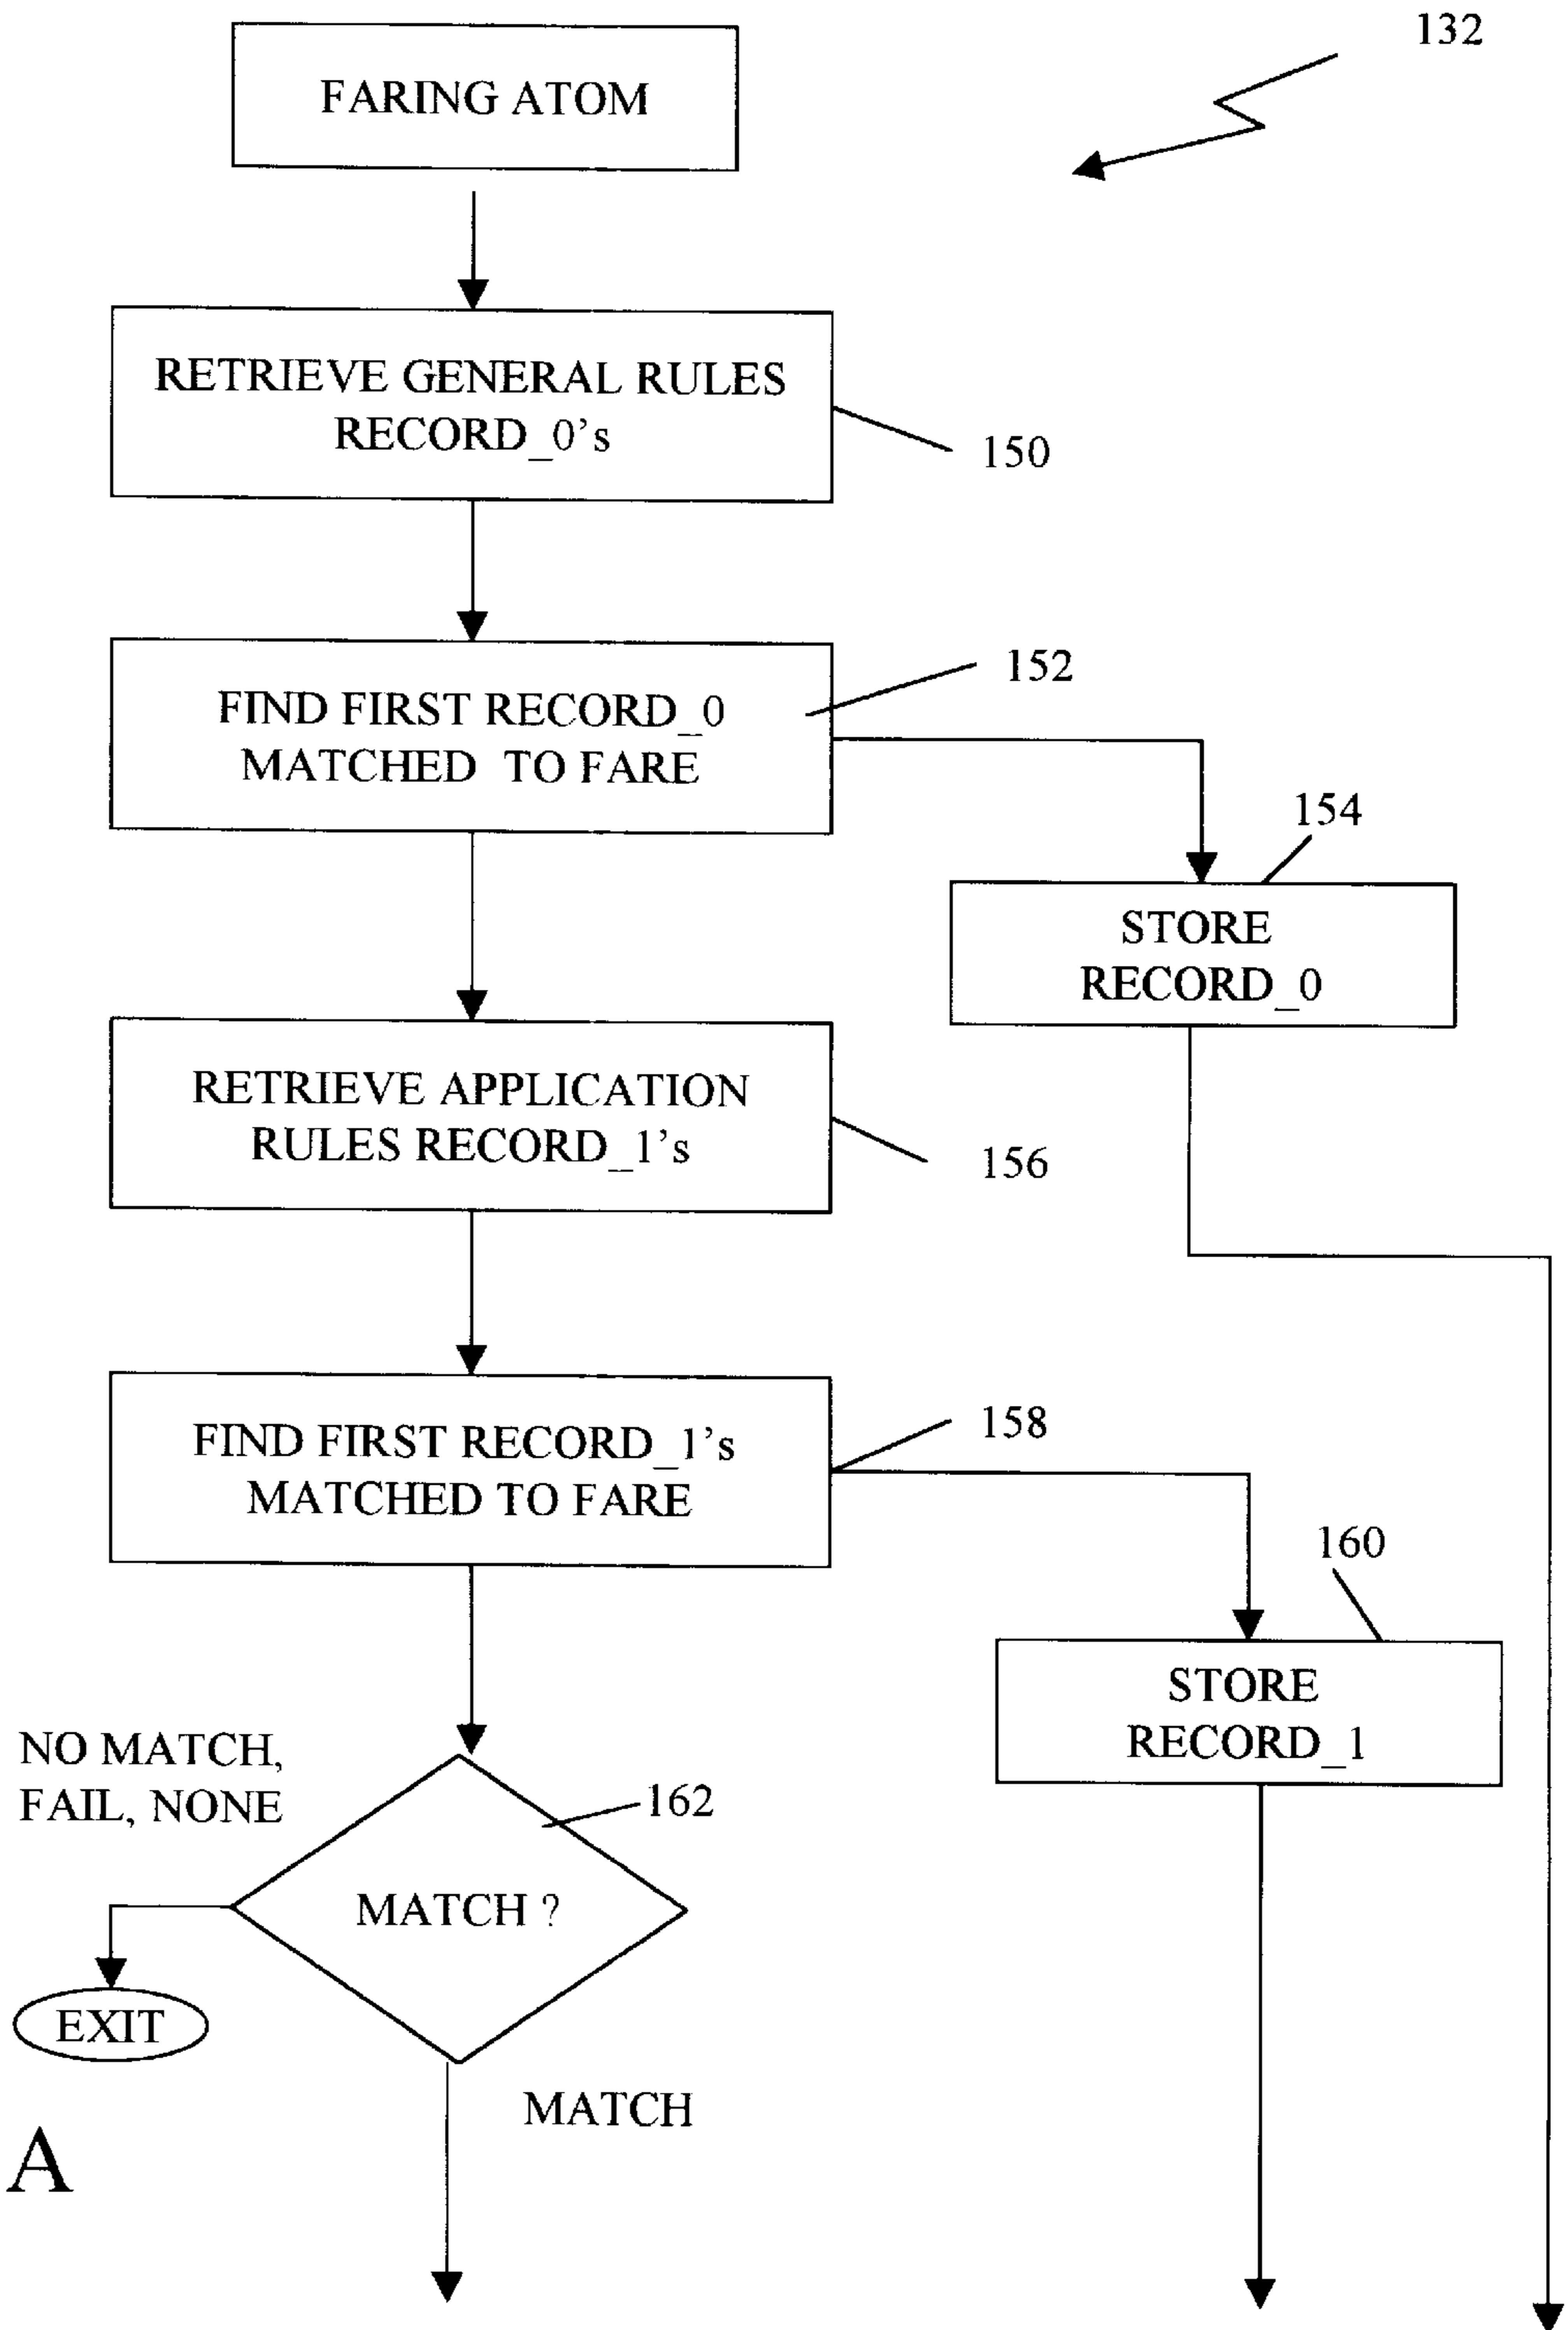 132
FARING ATOM
RETRIEVE GENERAL RULES
RECORD_0's
150
152
FIND FIRST RECORD_0
MATCHED TO FARE
154
STORE
RECORD_0
RETRIEVE APPLICATION
RULES RECORD_1's
156
158
FIND FIRST RECORD_1's
MATCHED TO FARE
160
STORE
RECORD_1
NO MATCH,
FAIL, NONE
162
MATCH ?
EXIT
MATCH
A